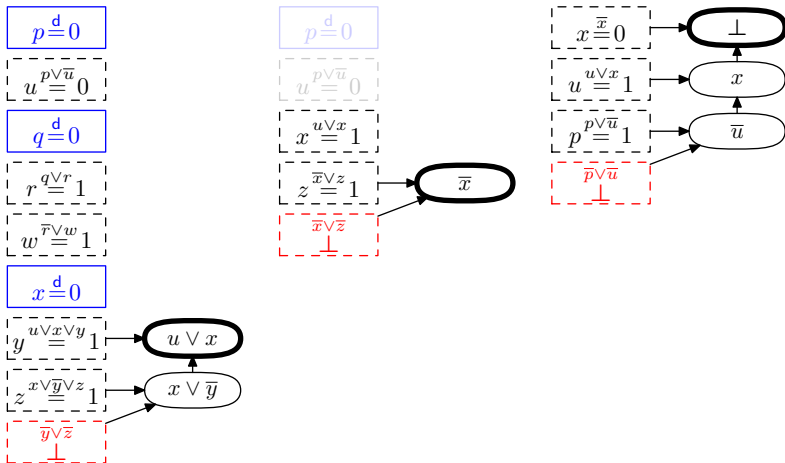 p d= 0
u p∨u̅= 0
q d= 0
r q∨r= 1
w r̅∨w= 1
x d= 0
y u∨x∨y= 1
u ∨ x
z x∨y̅∨z= 1
x ∨ y̅
y̅∨z̅
⊥
p d= 0
u p∨u̅= 0
x u∨x= 1
z x̅∨z= 1
x̅
x̅∨z̅
⊥
x x̅= 0
⊥
u u∨x= 1
x
p p∨u̅= 1
u̅
p̅∨u̅
⊥